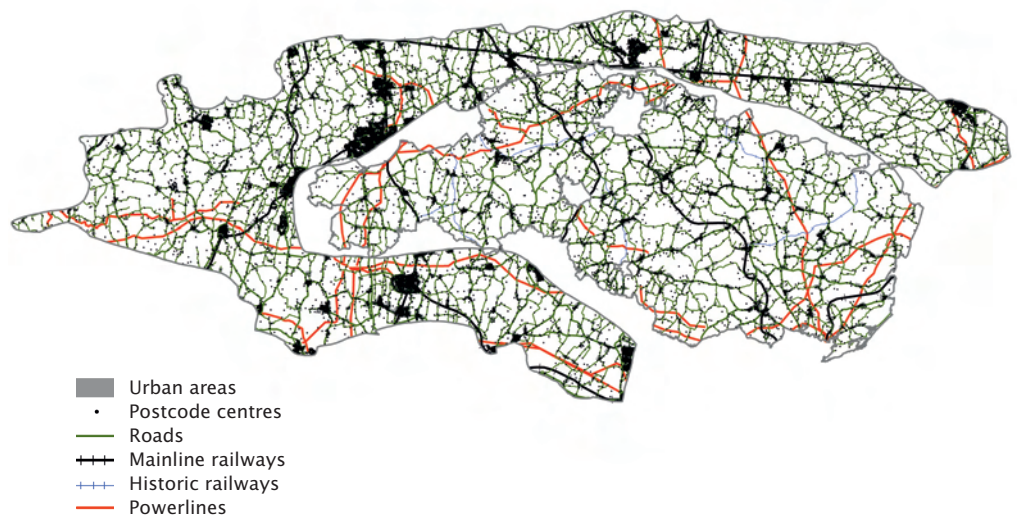 Urban areas
Postcode centres
Roads
Mainline railways
Historic railways
Powerlines